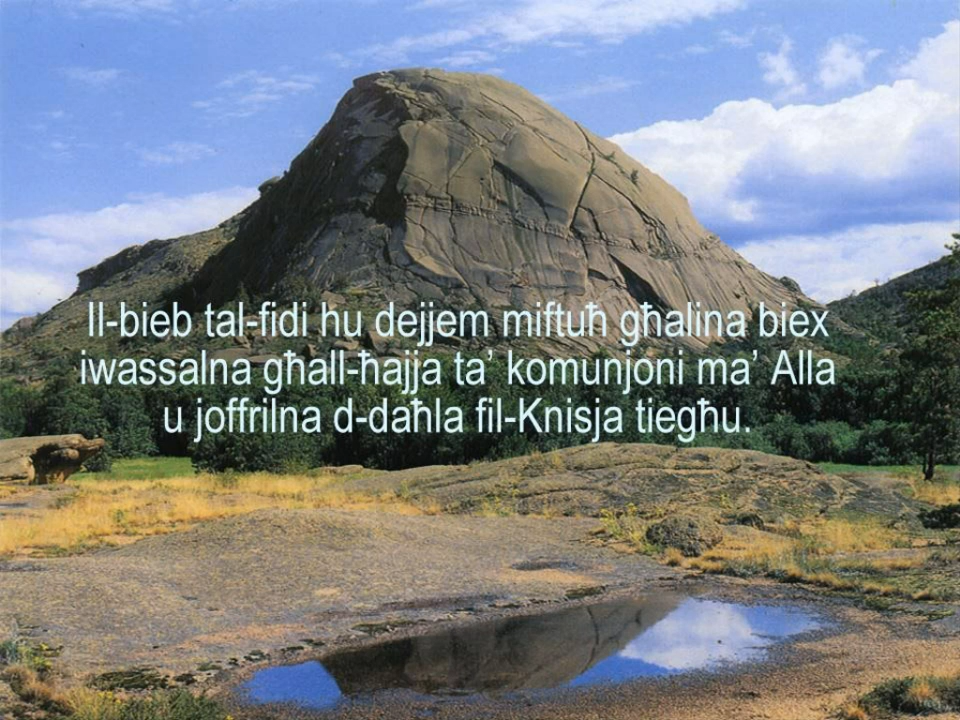 Il-bieb tal-fidi hu dejjem miftuħ għalina biex
iwassalna għall-ħajja ta’ komunjoni ma’ Alla
u joffrilna d-daħla fil-Knisja tiegħu.